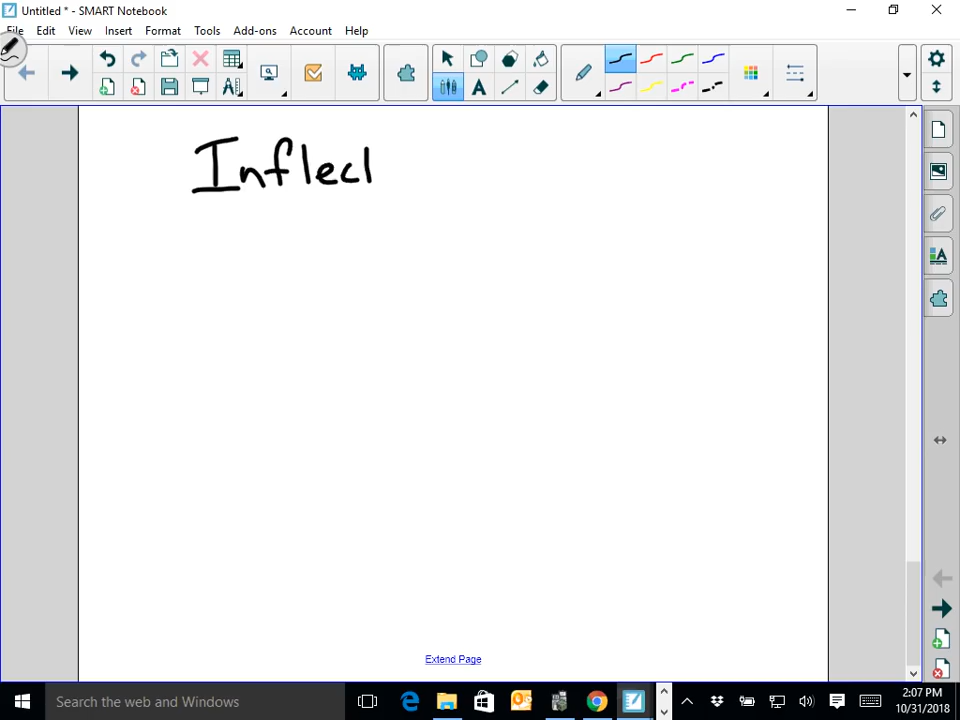 Untitled * - SMART Notebook
File Edit View Insert Format Tools Add-ons Account Help
Inflecl
Extend Page
Search the web and Windows
2:07 PM
10/31/2018